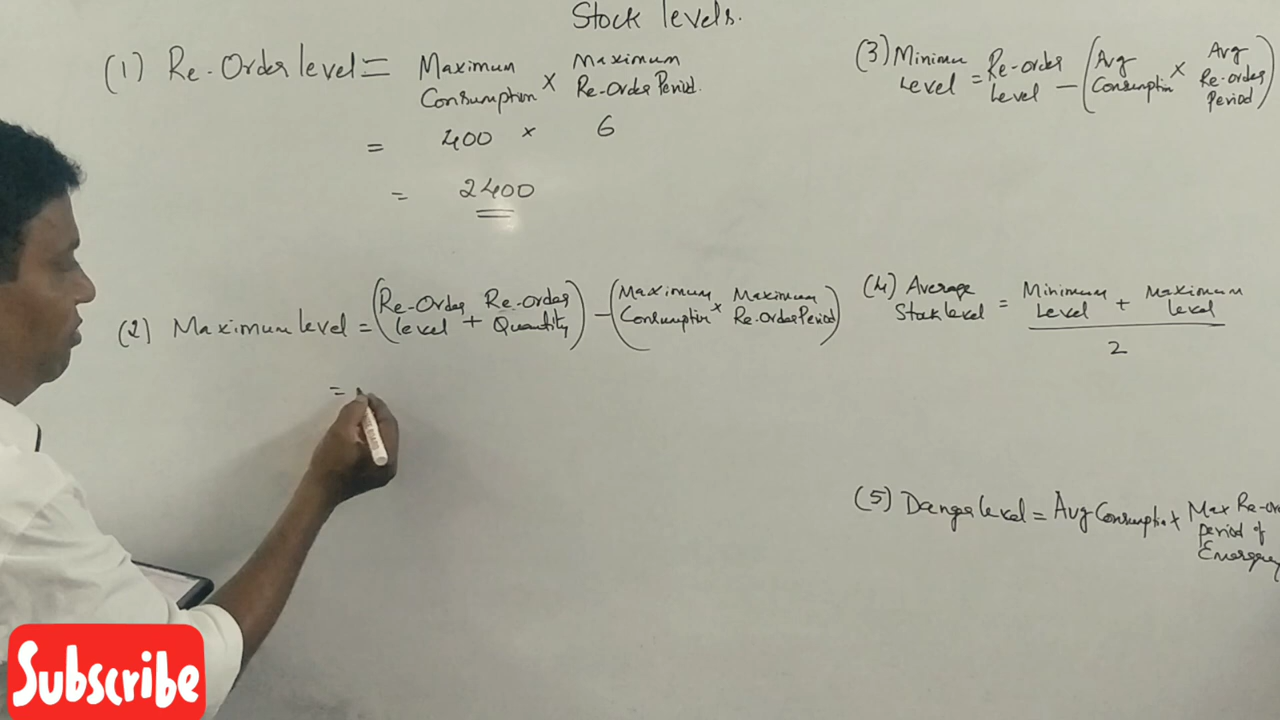 Stock levels.
(1) Re-Order level = Maximum Consumption × Maximum Re-Order Period.
= 400 × 6
= 2400
(2) Maximum level = (Re-Order level + Re-order Quantity) - (Maximum Consumption × Maximum Re-Order Period)
=
(3) Minimum Level = Re-order Level - (Avg Consumption × Avg Re-order Period)
(4) Average Stock level = Minimum Level + Maximum level
2
(5) Danger Level = Avg Consumption × Max Re-or
period of
Emergency
Subscribe